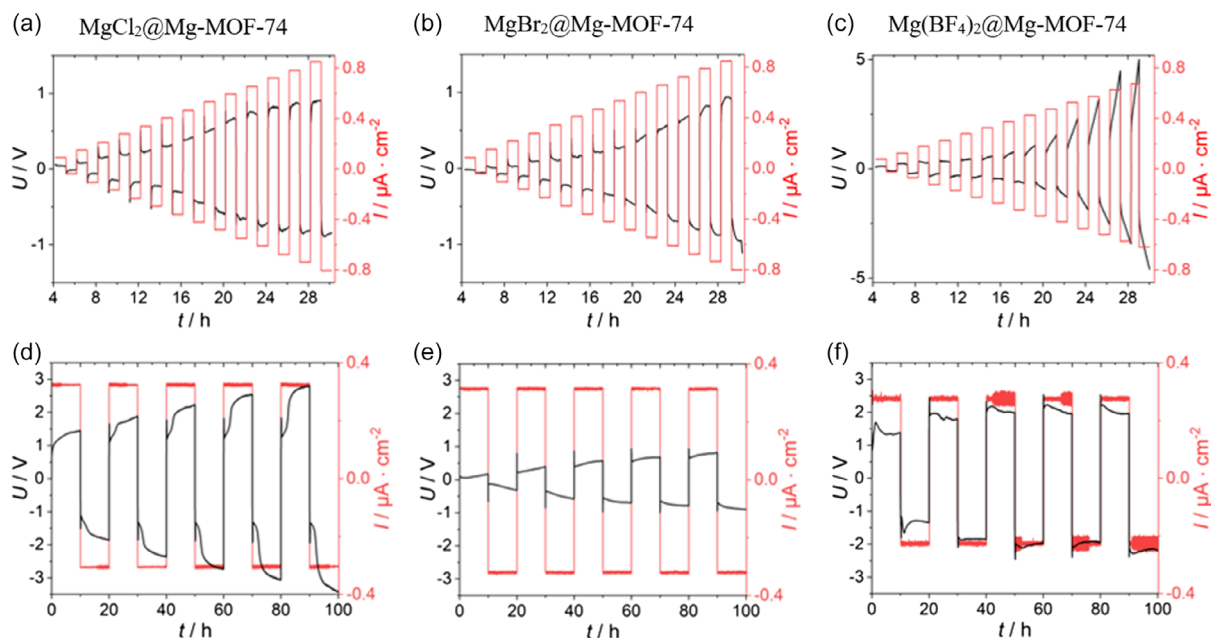 (a) MgCl₂@Mg-MOF-74
(b) MgBr₂@Mg-MOF-74
(c) Mg(BF₄)₂@Mg-MOF-74
U / V
1
0
-1
4 8 12 16 20 24 28
t / h
0.8
0.4
0.0
-0.4
-0.8
I / µA · cm⁻²
U / V
1
0
-1
4 8 12 16 20 24 28
t / h
0.8
0.4
0.0
-0.4
-0.8
I / µA · cm⁻²
U / V
5
0
-5
4 8 12 16 20 24 28
t / h
0.8
0.4
0.0
-0.4
-0.8
I / µA · cm⁻²
(d)
U / V
3
2
1
0
-1
-2
-3
0 20 40 60 80 100
t / h
0.4
0.0
-0.4
I / µA · cm⁻²
(e)
U / V
3
2
1
0
-1
-2
-3
0 20 40 60 80 100
t / h
0.4
0.0
-0.4
I / µA · cm⁻²
(f)
U / V
3
2
1
0
-1
-2
-3
0 20 40 60 80 100
t / h
0.4
0.0
-0.4
I / µA · cm⁻²